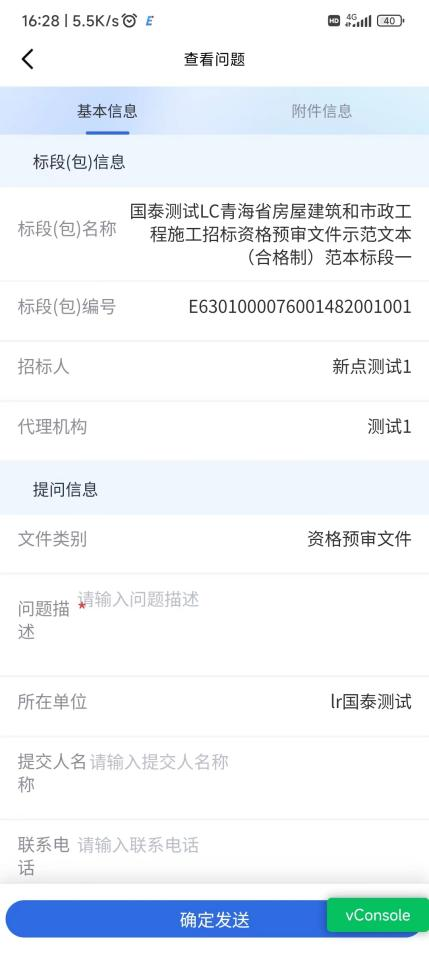 16:28 | 5.5K/s
HD 4G 40
查看问题
基本信息 附件信息
标段(包)信息
标段(包)名称
国泰测试LC青海省房屋建筑和市政工
程施工招标资格预审文件示范文本
（合格制）范本标段一
标段(包)编号 E6301000076001482001001
招标人 新点测试1
代理机构 测试1
提问信息
文件类别 资格预审文件
问题描 * 请输入问题描述
述
所在单位 lr国泰测试
提交人名 请输入提交人名称
称
联系电 请输入联系电话
话
确定发送
vConsole